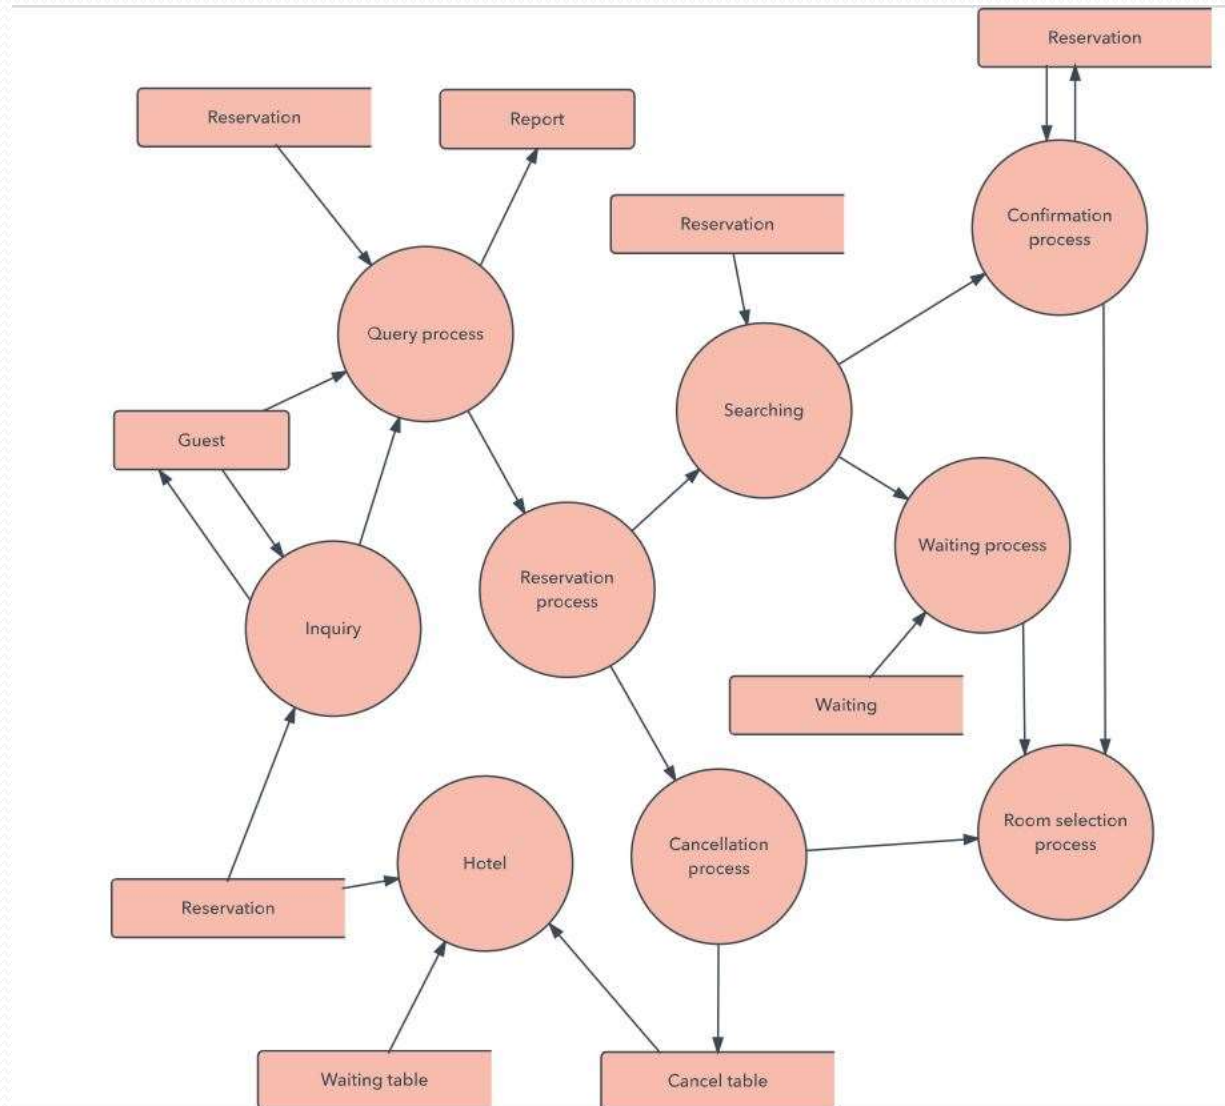 Reservation
Reservation
Report
Reservation
Confirmation
process
Query process
Searching
Guest
Waiting process
Reservation
process
Inquiry
Waiting
Room selection
process
Cancellation
process
Hotel
Reservation
Waiting table
Cancel table